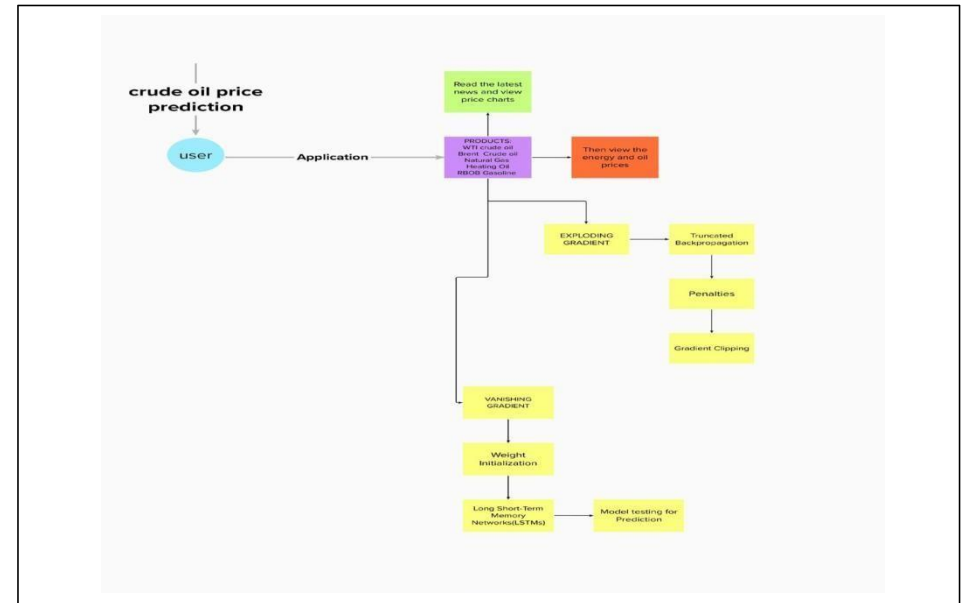 crude oil price
prediction
user
Application
Read the latest
news and view
price charts
PRODUCTS:
WTI crude oil
Brent Crude oil
Natural Gas
Heating Oil
RBOB Gasoline
Then view the
energy and oil
prices
EXPLODING
GRADIENT
Truncated
Backpropagation
Penalties
Gradient Clipping
VANISHING
GRADIENT
Weight
Initialization
Long Short-Term
Memory
Networks(LSTMs)
Model testing for
Prediction